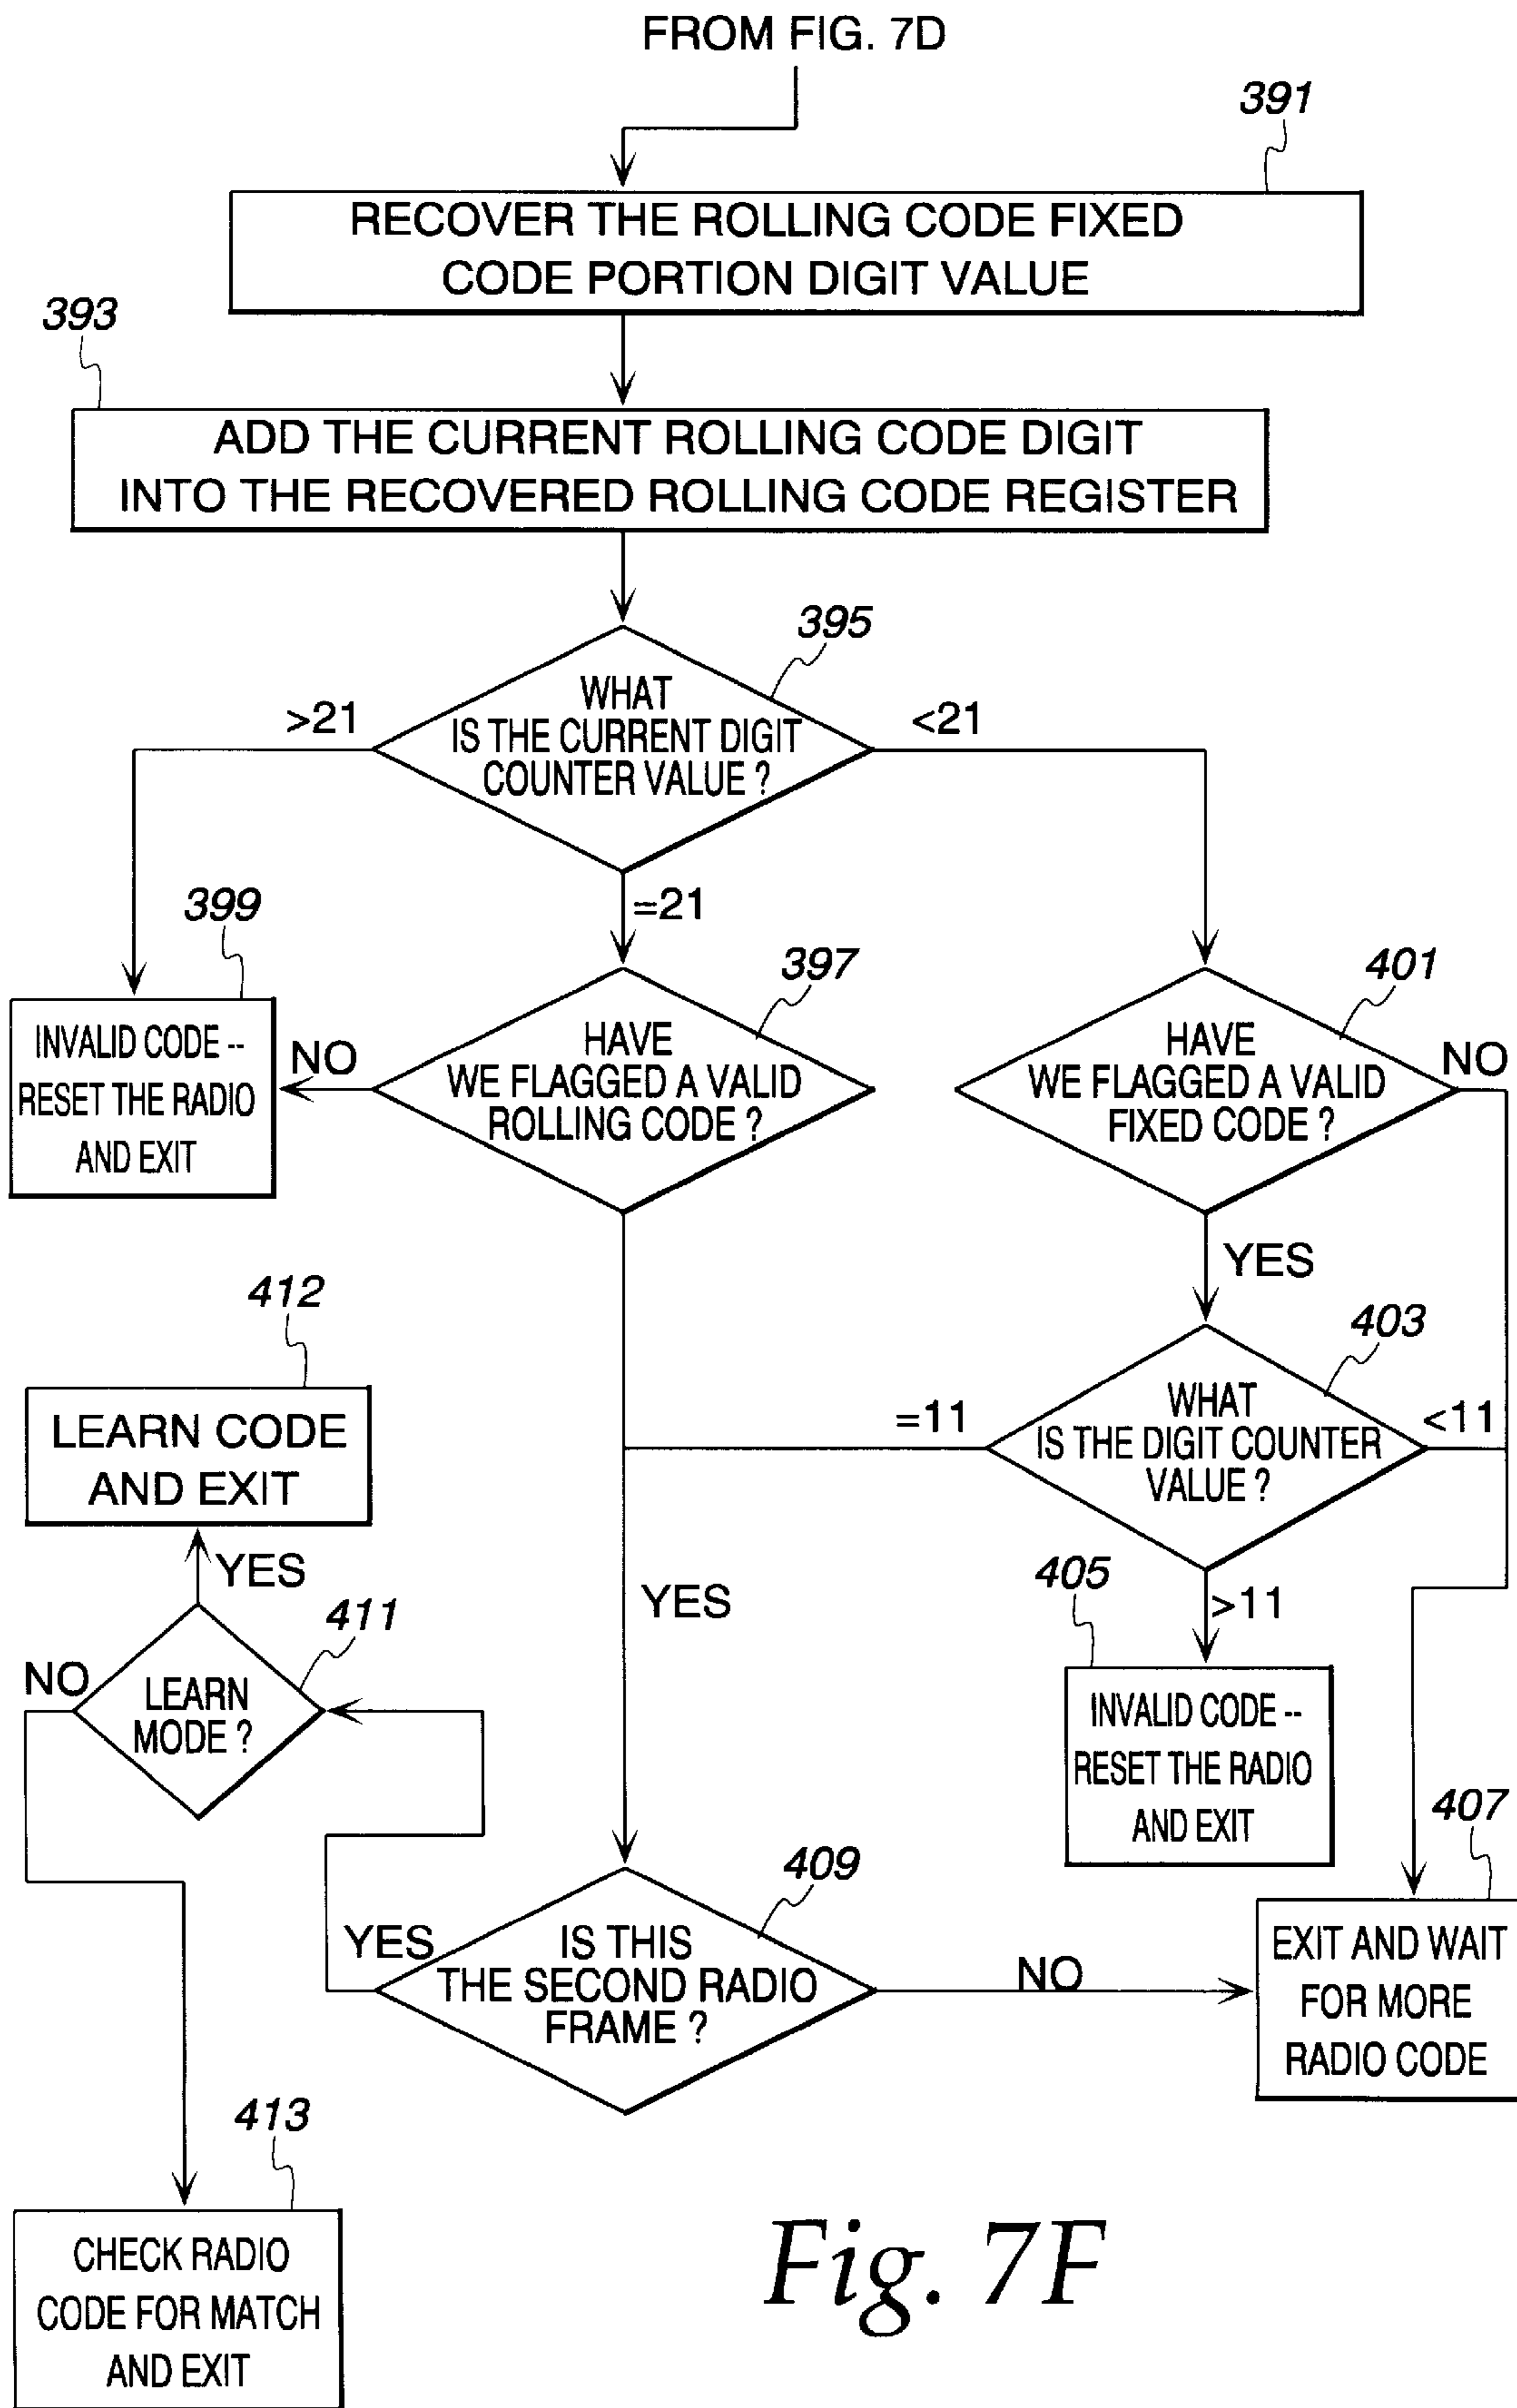 FROM FIG. 7D
391
RECOVER THE ROLLING CODE FIXED
CODE PORTION DIGIT VALUE
393
ADD THE CURRENT ROLLING CODE DIGIT
INTO THE RECOVERED ROLLING CODE REGISTER
395
WHAT
IS THE CURRENT DIGIT
COUNTER VALUE ?
>21
<21
=21
399
INVALID CODE --
RESET THE RADIO
AND EXIT
NO
397
HAVE
WE FLAGGED A VALID
ROLLING CODE ?
401
HAVE
WE FLAGGED A VALID
FIXED CODE ?
NO
YES
403
WHAT
IS THE DIGIT COUNTER
VALUE ?
=11
<11
>11
405
INVALID CODE --
RESET THE RADIO
AND EXIT
412
LEARN CODE
AND EXIT
YES
411
LEARN
MODE ?
NO
YES
409
IS THIS
THE SECOND RADIO
FRAME ?
YES
NO
407
EXIT AND WAIT
FOR MORE
RADIO CODE
413
CHECK RADIO
CODE FOR MATCH
AND EXIT
Fig. 7F